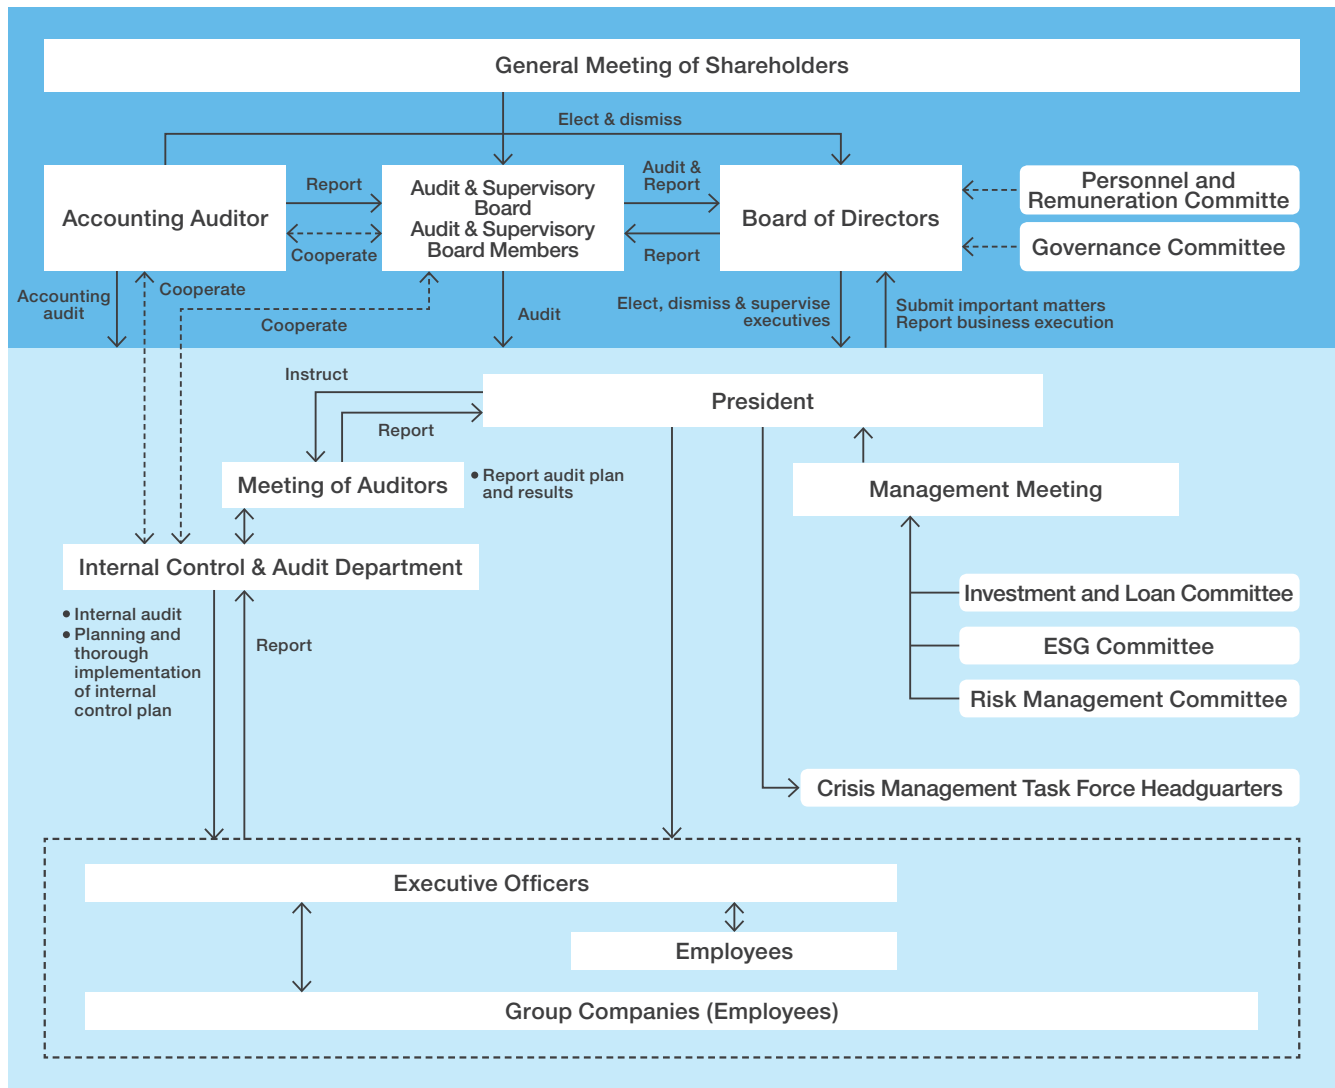 General Meeting of Shareholders
Elect & dismiss
Accounting Auditor
Report
Cooperate
Audit & Supervisory
Board
Audit & Supervisory
Board Members
Audit &
Report
Report
Board of Directors
Personnel and
Remuneration Committe
Governance Committee
Accounting
audit
Cooperate
Cooperate
Audit
Elect, dismiss & supervise
executives
Submit important matters
Report business execution
Instruct
President
Report
Meeting of Auditors
• Report audit plan
and results
Management Meeting
Internal Control & Audit Department
• Internal audit
• Planning and
thorough
implementation
of internal
control plan
Report
Investment and Loan Committee
ESG Committee
Risk Management Committee
Crisis Management Task Force Headguarters
Executive Officers
Employees
Group Companies (Employees)